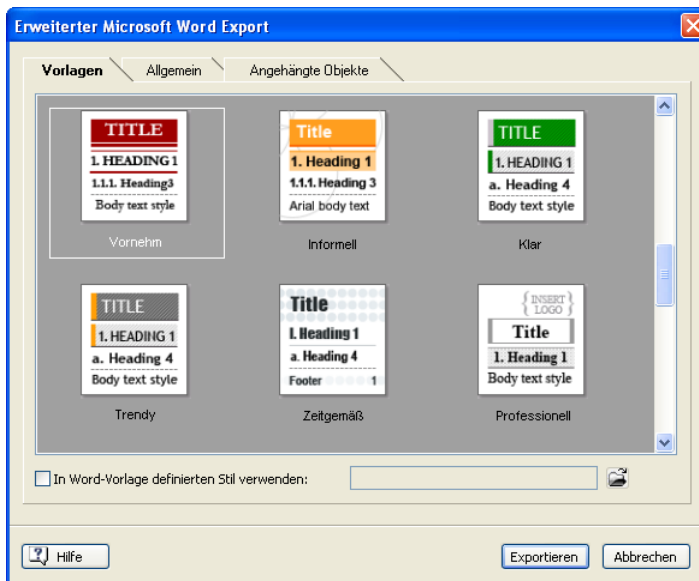 Erweiterter Microsoft Word Export
Vorlagen Allgemein Angehängte Objekte
TITLE
1. HEADING 1
1.1.1. Heading3
Body text style
Vornehm
Title
1. Heading 1
1.1.1. Heading 3
Arial body text
Informell
TITLE
1. HEADING 1
a. Heading 4
Body text style
Klar
TITLE
1. HEADING 1
a. Heading 4
Body text style
Trendy
Title
I. Heading 1
a. Heading 4
Footer 1
Zeitgemäß
{INSERT LOGO}
Title
1. Heading 1
Body text style
Professionell
In Word-Vorlage definierten Stil verwenden:
Hilfe Exportieren Abbrechen